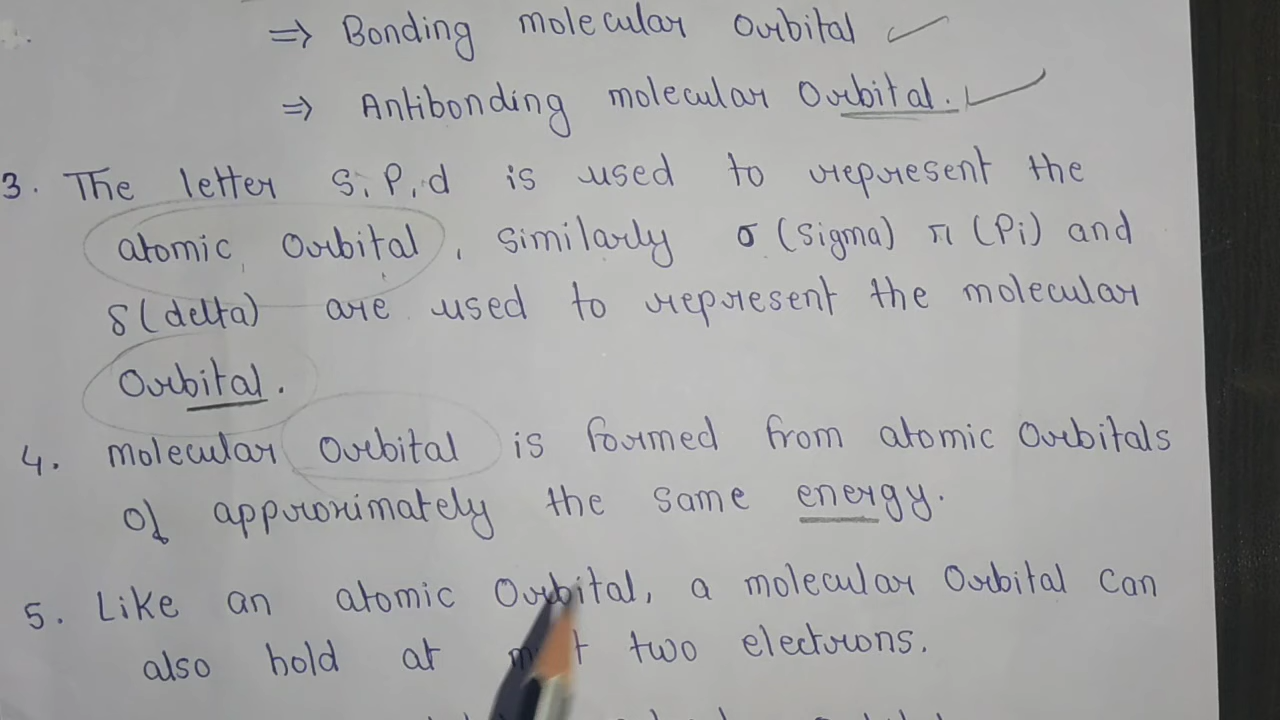 ⇒ Bonding molecular Orbital
⇒ Antibonding molecular Orbital.
3. The letter s, P, d is used to represent the
atomic Orbital, similarly σ (sigma) π (Pi) and
δ (delta) are used to represent the molecular
Orbital.
4. molecular Orbital is formed from atomic Orbitals
of approximately the same energy.
5. Like an atomic Orbital, a molecular Orbital can
also hold at two electrons.